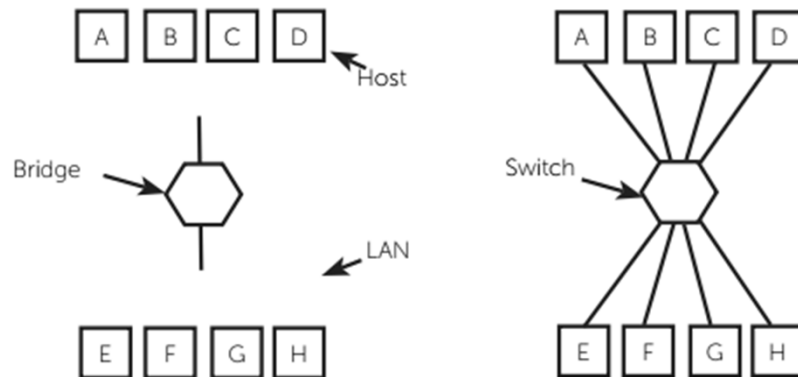 A B C D
Host
Bridge
LAN
E F G H
A B C D
Switch
E F G H